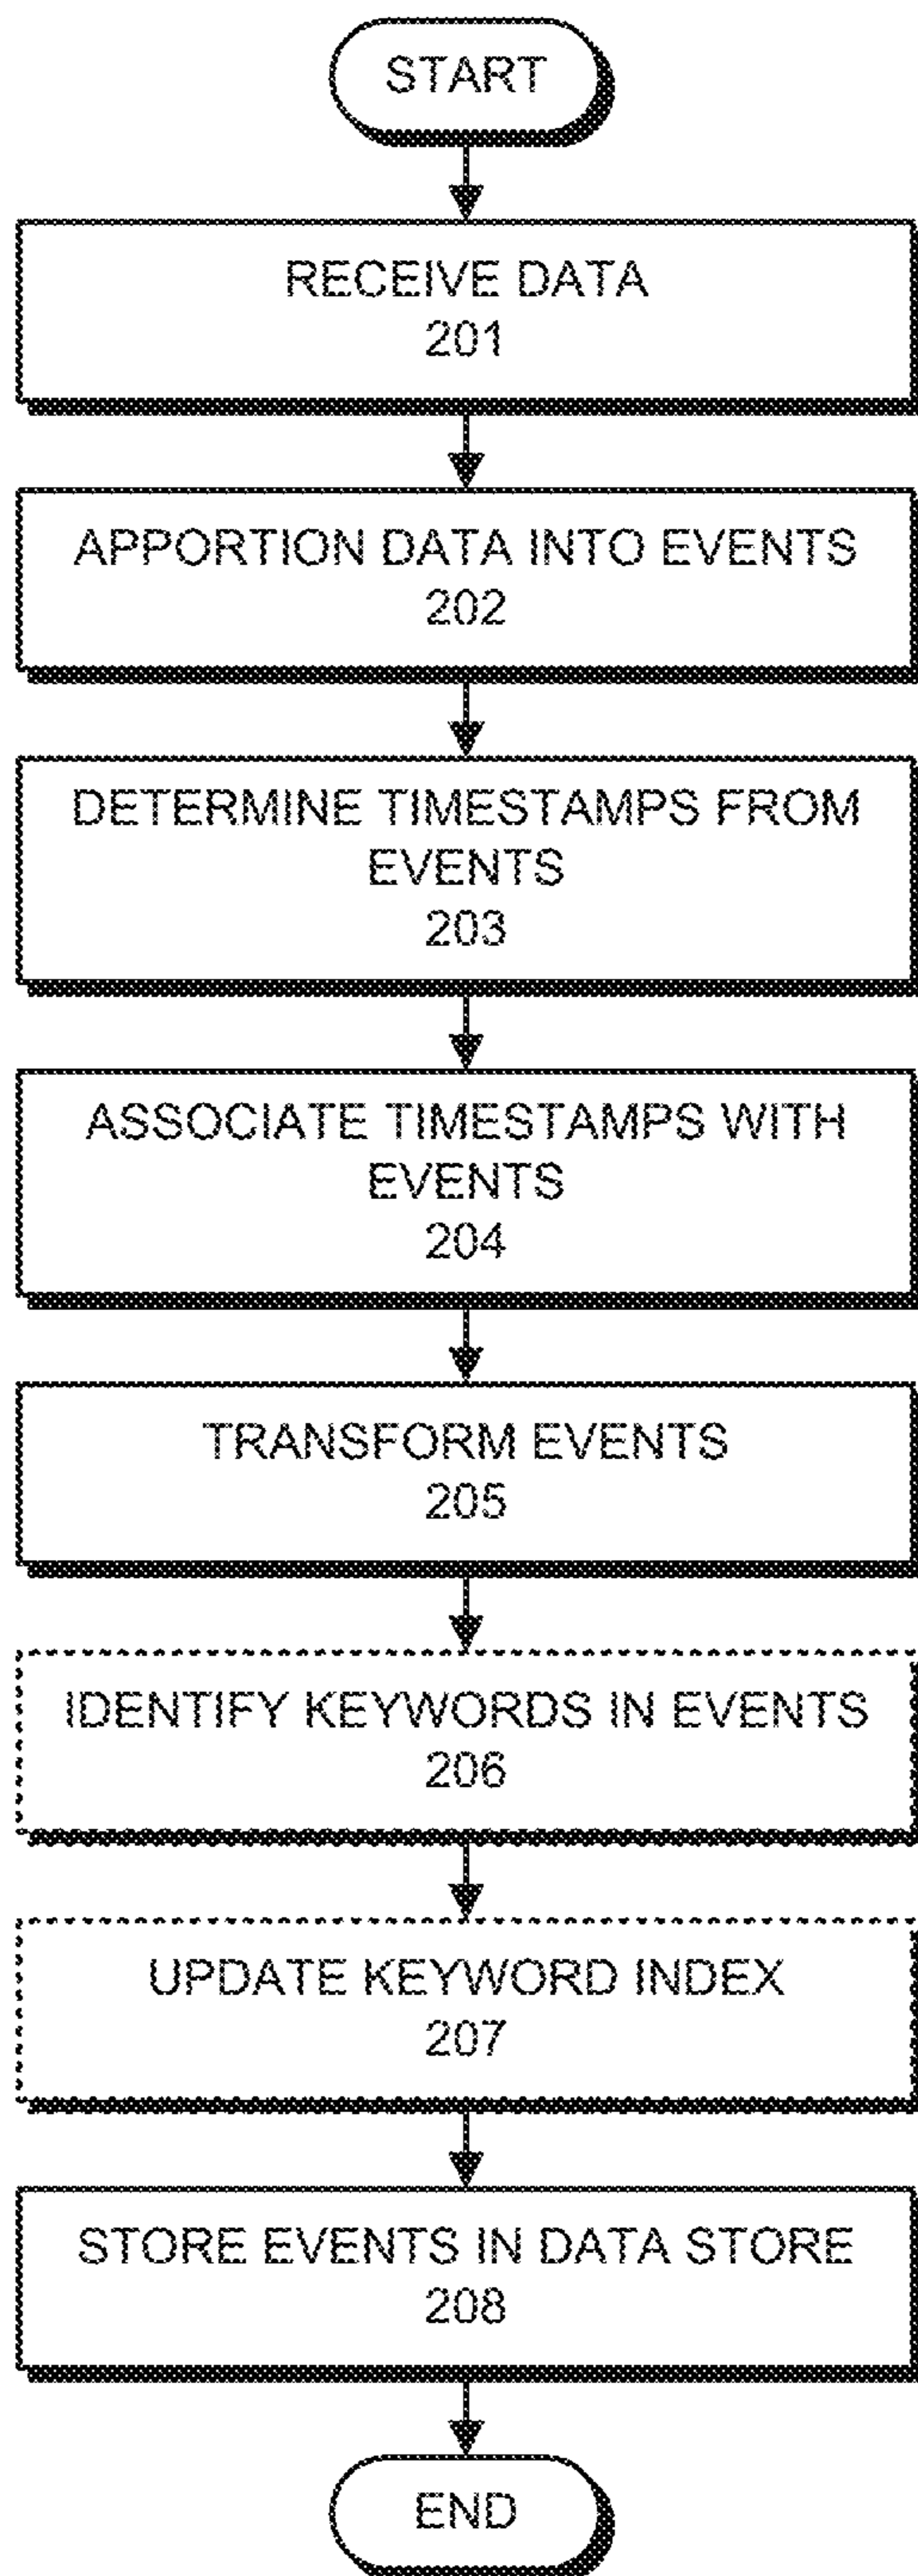 START
RECEIVE DATA
201
APPORTION DATA INTO EVENTS
202
DETERMINE TIMESTAMPS FROM
EVENTS
203
ASSOCIATE TIMESTAMPS WITH
EVENTS
204
TRANSFORM EVENTS
205
IDENTIFY KEYWORDS IN EVENTS
206
UPDATE KEYWORD INDEX
207
STORE EVENTS IN DATA STORE
208
END